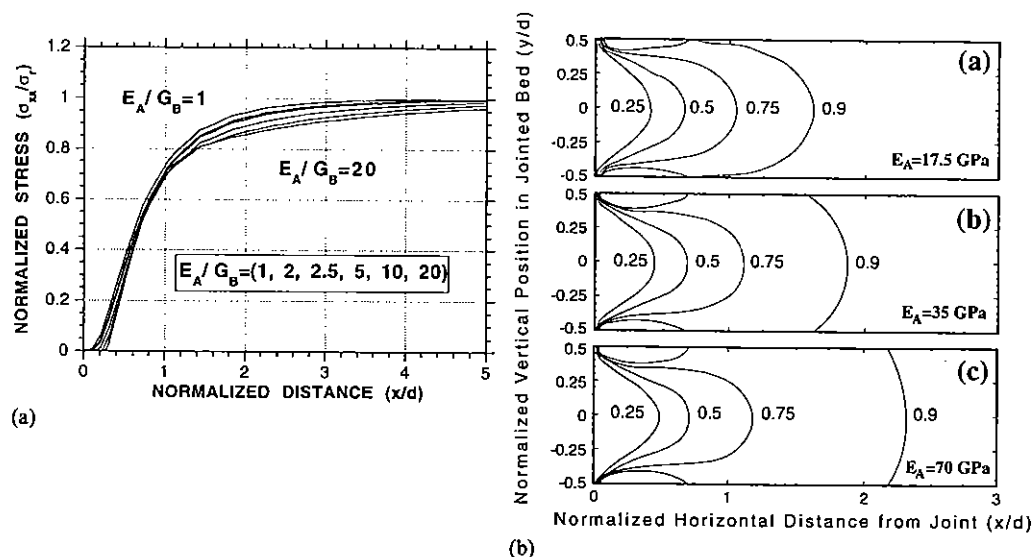 NORMALIZED STRESS (σxx/σr)
1.2
1
0.8
0.6
0.4
0.2
0
E_A/ G_B=1
E_A/ G_B=20
E_A/ G_B=(1, 2, 2.5, 5, 10, 20)
0 1 2 3 4 5
NORMALIZED DISTANCE (x/d)
(a)
Normalized Vertical Position in Jointed Bed (y/d)
0.5
0.25
0
-0.25
-0.5
(a)
0.25 0.5 0.75 0.9
E_A=17.5 GPa
0.5
0.25
0
-0.25
-0.5
(b)
0.25 0.5 0.75 0.9
E_A=35 GPa
0.5
0.25
0
-0.25
-0.5
(c)
0.25 0.5 0.75 0.9
E_A=70 GPa
0 1 2 3
Normalized Horizontal Distance from Joint (x/d)
(b)